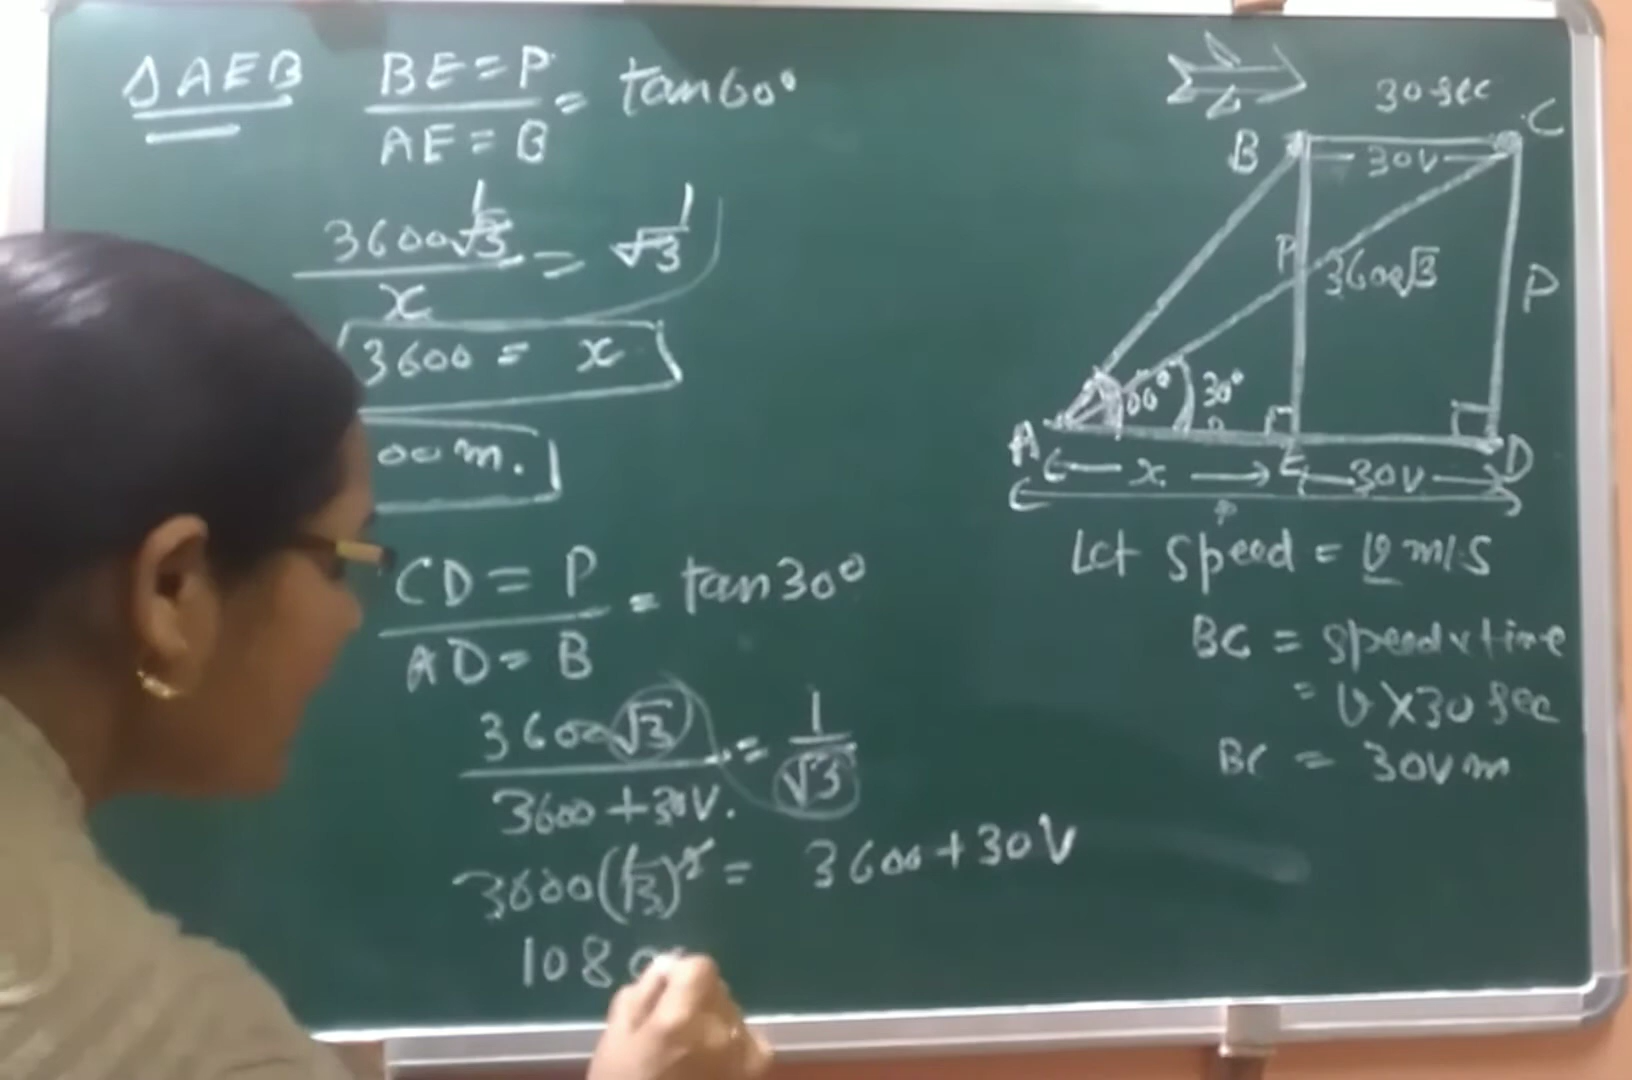 ΔAEB BE = P / AE = B = tan60°
3600√3 / x = √3
3600 = x
00 m.
CD = P / AD = B = tan30°
3600√3 / 3600+30V. = 1/√3
3600(√3)² = 3600+30V
1080
30 sec
B C
30V
P 3600√3 P
60° 30°
A E D
x 30V
Let Speed = v m/s
BC = Speed × time
= v × 30 sec
BC = 30v m